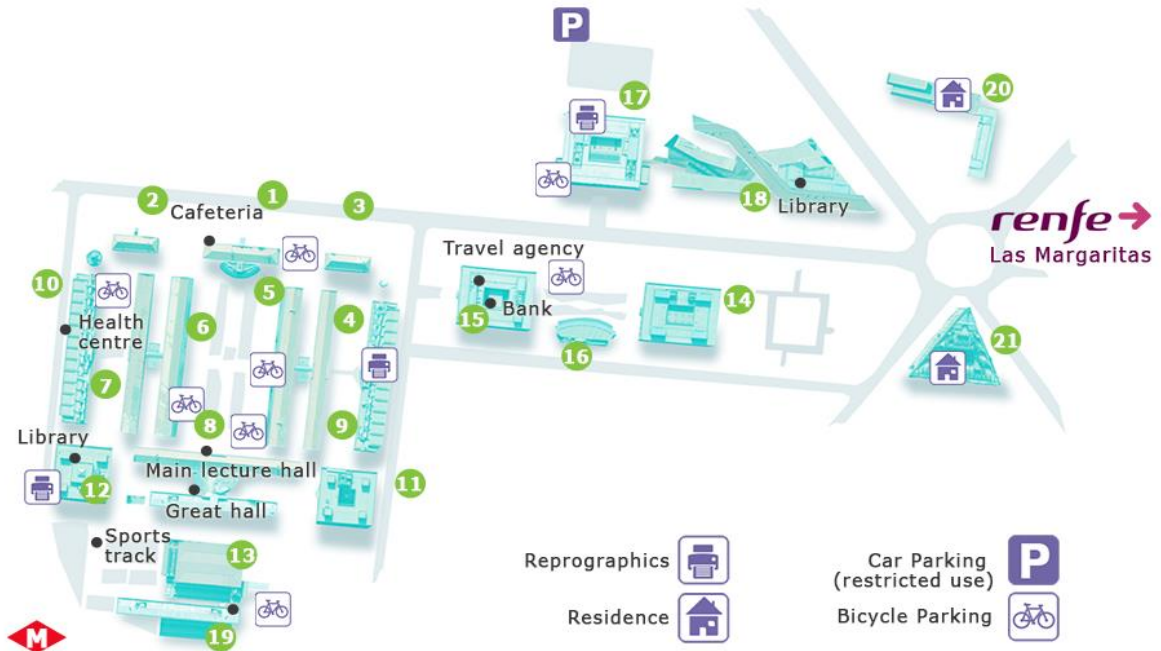 P
17
20
1
2
Cafeteria
3
18
Library
renfe
Las Margaritas
Travel agency
10
5
4
15
Bank
14
6
Health
centre
16
21
7
8
9
Library
Main lecture hall
12
11
Great hall
Sports
track
13
Reprographics
Car Parking
(restricted use)
P
Residence
Bicycle Parking
M
19